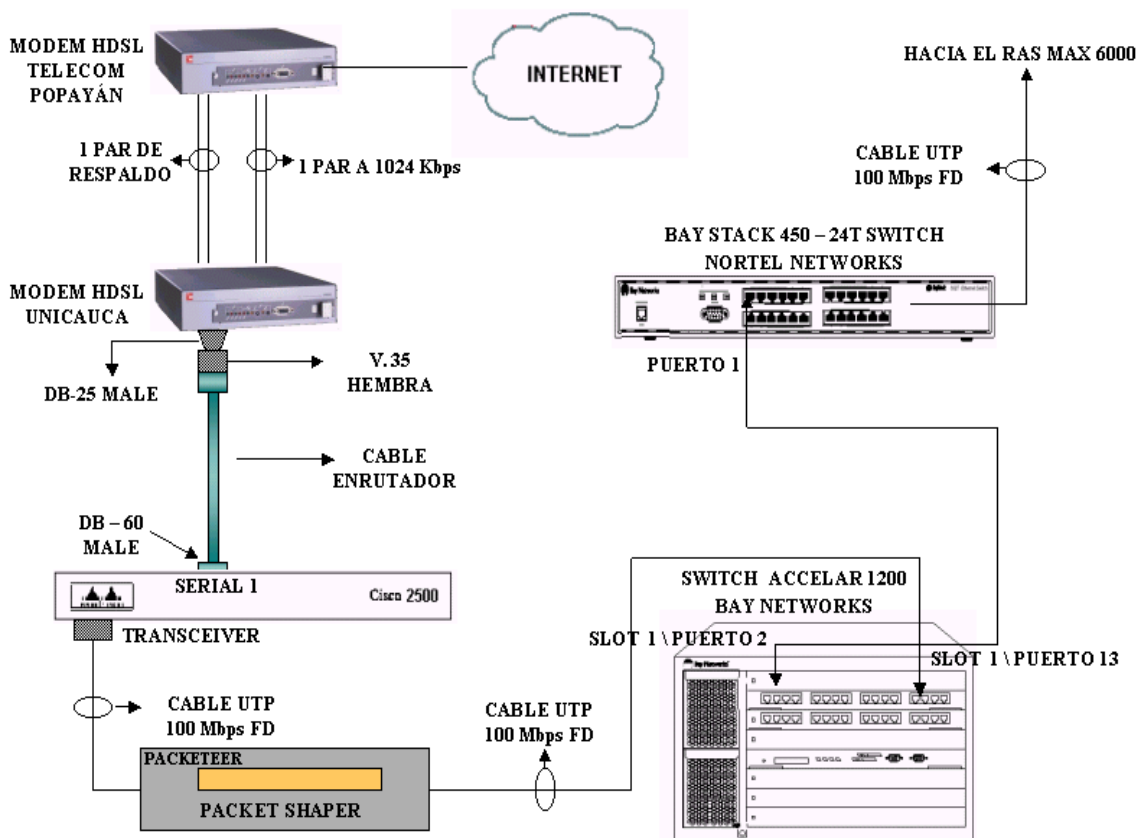 MODEM HDSL
TELECOM
POPAYÁN
INTERNET
HACIA EL RAS MAX 6000
1 PAR DE
RESPALDO
1 PAR A 1024 Kbps
CABLE UTP
100 Mbps FD
BAY STACK 450 – 24T SWITCH
NORTEL NETWORKS
MODEM HDSL
UNICAUCA
Bay Networks
PUERTO 1
DB-25 MALE
V.35
HEMBRA
CABLE
ENRUTADOR
DB – 60
MALE
SERIAL 1
Cisco 2500
TRANSCEIVER
SWITCH ACCELAR 1200
BAY NETWORKS
SLOT 1 \ PUERTO 2
SLOT 1 \ PUERTO 13
Bay Networks
CABLE UTP
100 Mbps FD
CABLE UTP
100 Mbps FD
PACKETEER
PACKET SHAPER